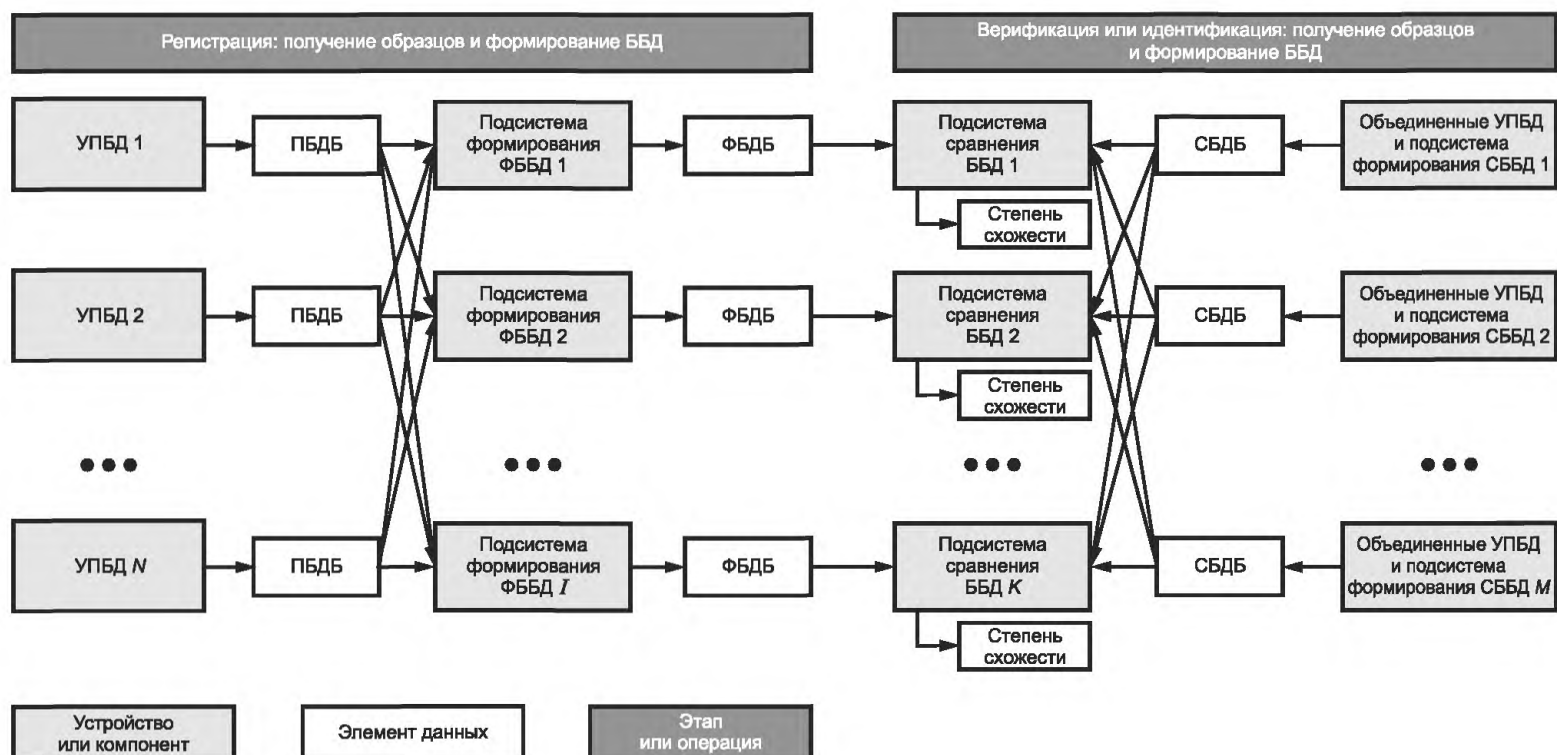 Регистрация: получение образцов и формирование ББД
Верификация или идентификация: получение образцов
и формирование ББД
УПБД 1
ПБДБ
Подсистема
формирования
ФББД 1
ФБДБ
Подсистема
сравнения
ББД 1
СБДБ
Объединенные УПБД
и подсистема
формирования СББД 1
Степень
схожести
УПБД 2
ПБДБ
Подсистема
формирования
ФББД 2
ФБДБ
Подсистема
сравнения
ББД 2
СБДБ
Объединенные УПБД
и подсистема
формирования СББД 2
Степень
схожести
УПБД N
ПБДБ
Подсистема
формирования
ФББД I
ФБДБ
Подсистема
сравнения
ББД K
СБДБ
Объединенные УПБД
и подсистема
формирования СББД M
Степень
схожести
Устройство
или компонент
Элемент данных
Этап
или операция